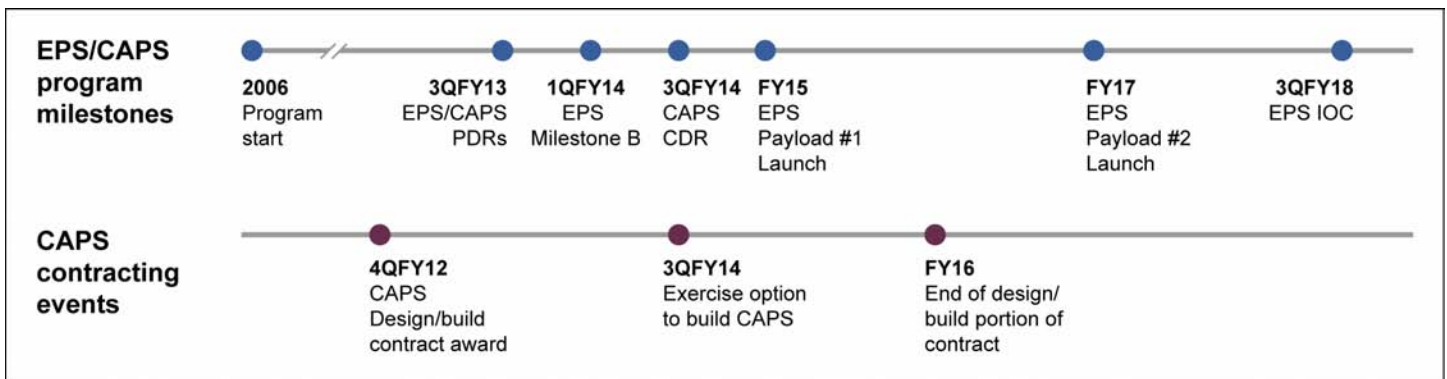 EPS/CAPS
program
milestones
2006
Program
start
3QFY13
EPS/CAPS
PDRs
1QFY14
EPS
Milestone B
3QFY14
CAPS
CDR
FY15
EPS
Payload #1
Launch
FY17
EPS
Payload #2
Launch
3QFY18
EPS IOC
CAPS
contracting
events
4QFY12
CAPS
Design/build
contract award
3QFY14
Exercise option
to build CAPS
FY16
End of design/
build portion of
contract